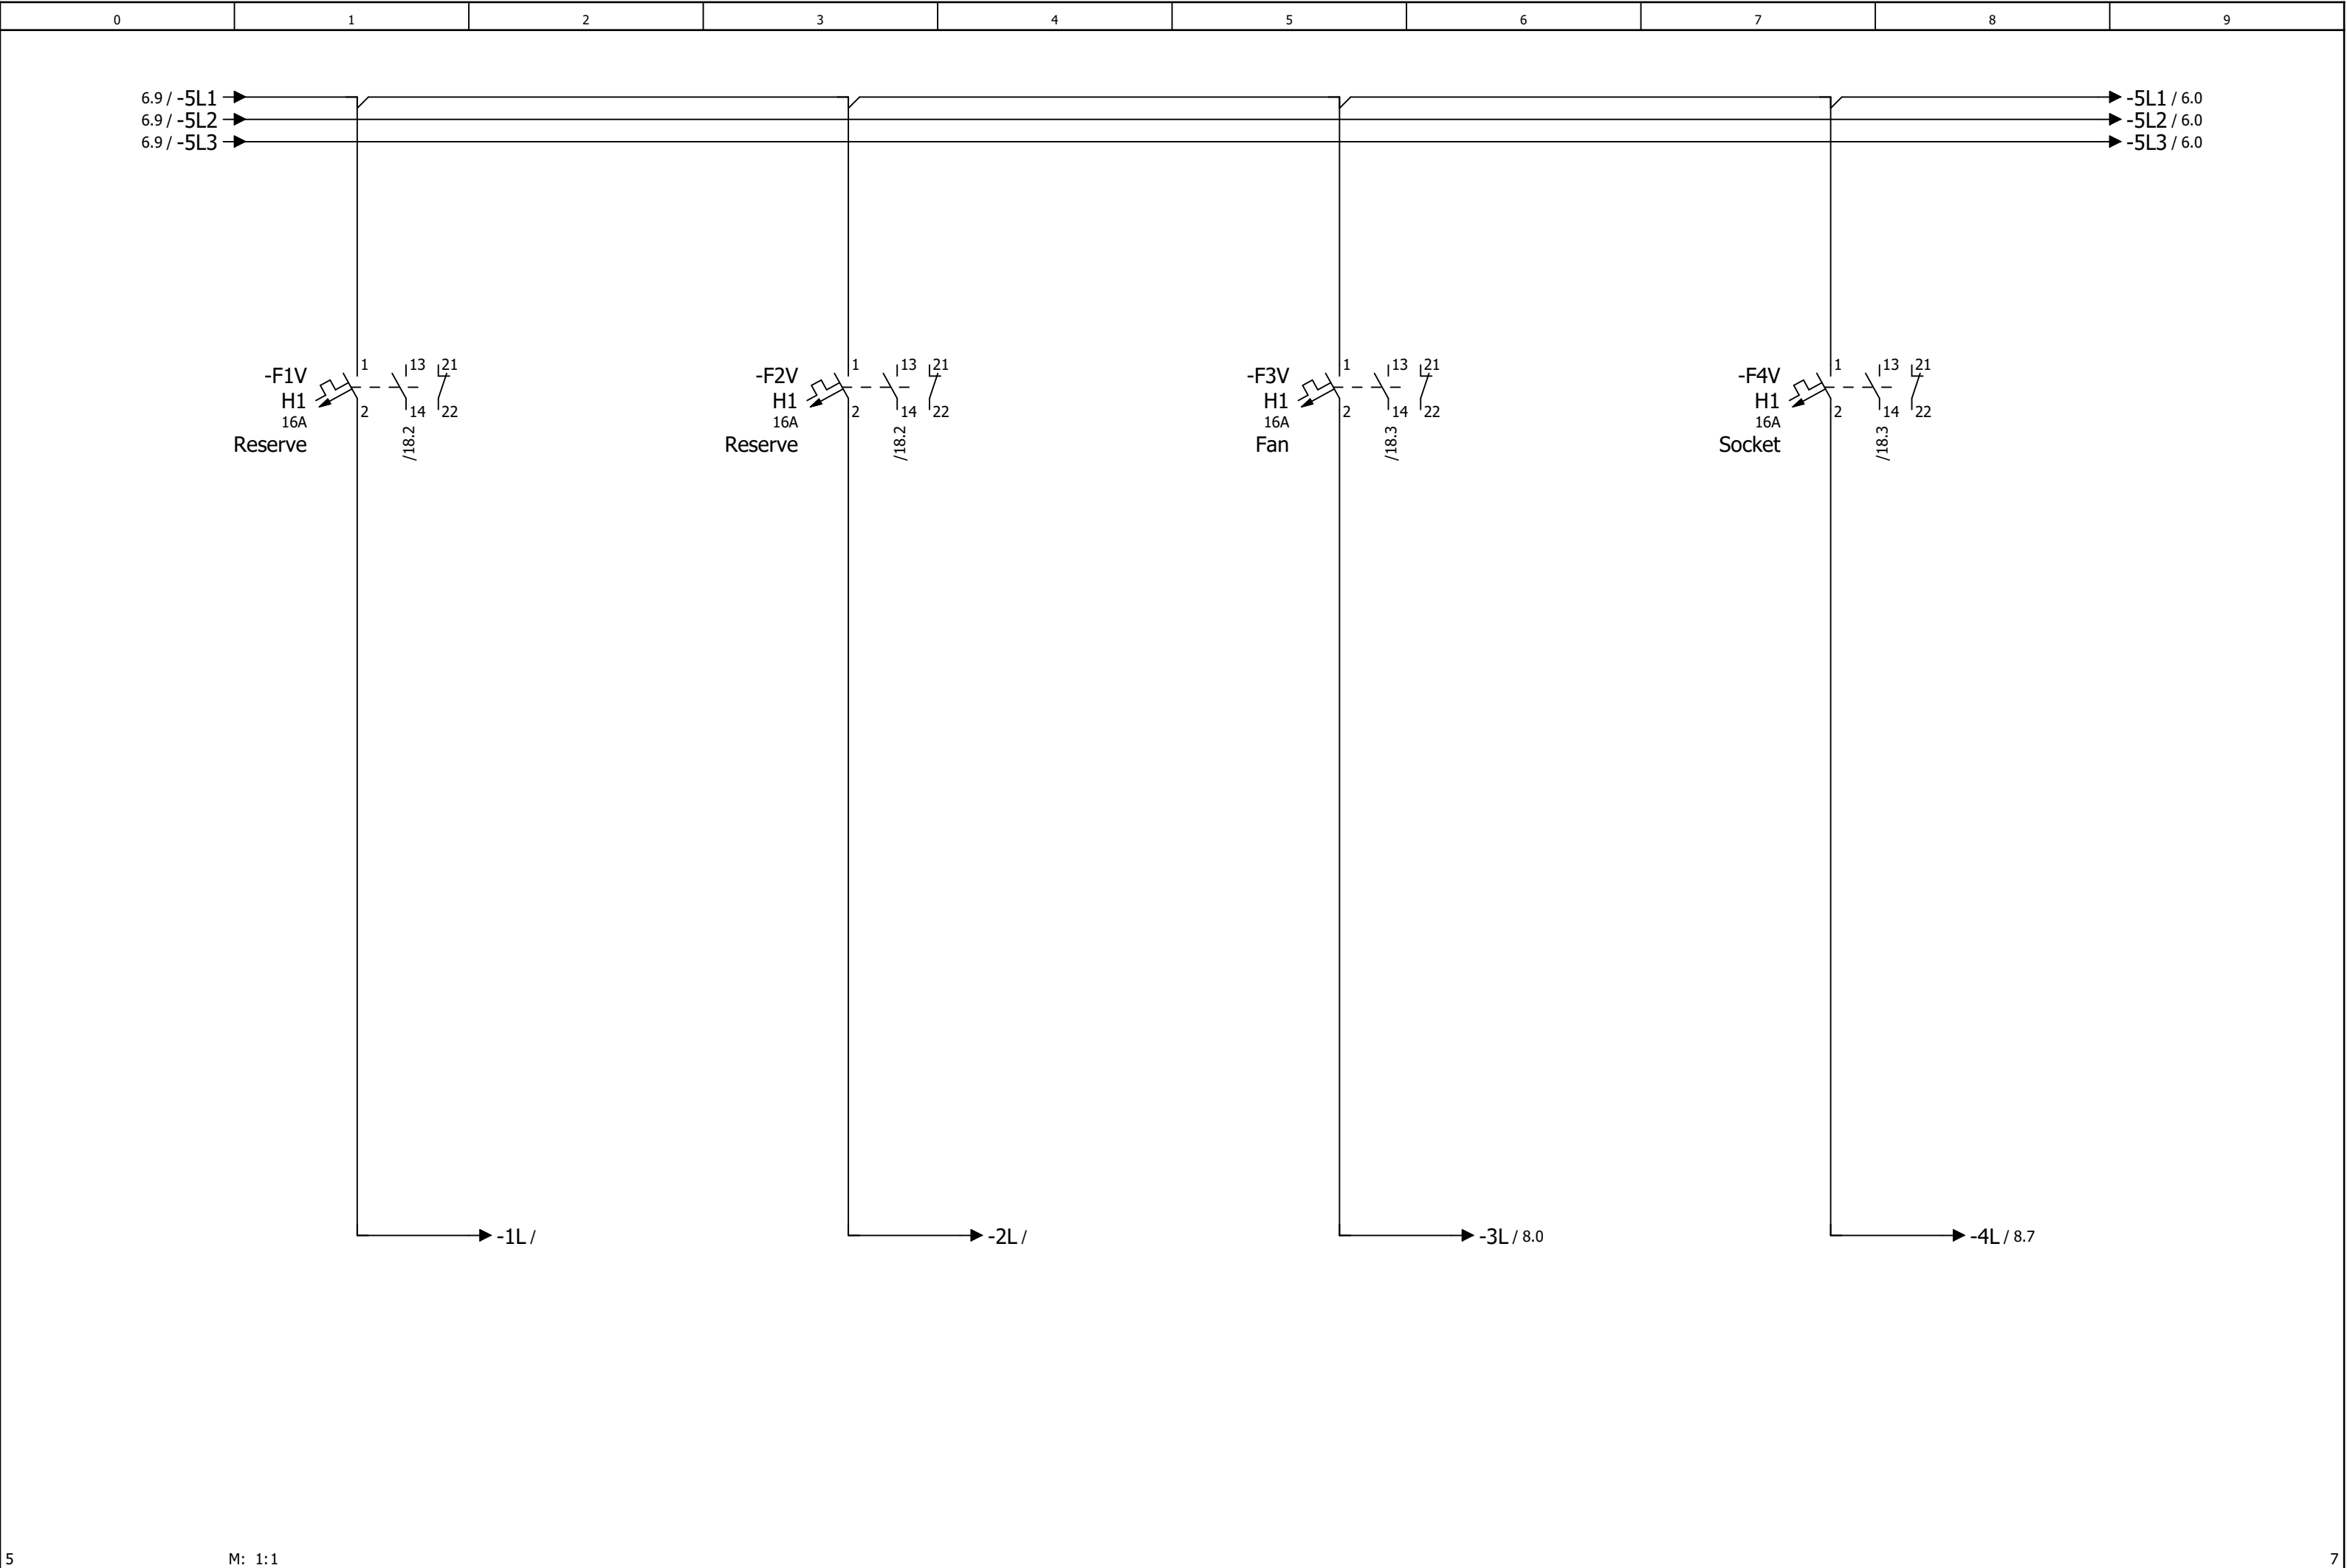 0 1 2 3 4 5 6 7 8 9
6.9 / -5L1 -5L1 / 6.0
6.9 / -5L2 -5L2 / 6.0
6.9 / -5L3 -5L3 / 6.0
-F1V
H1
16A
Reserve
1
2
13
14
21
22
/18.2
-F2V
H1
16A
Reserve
1
2
13
14
21
22
/18.2
-F3V
H1
16A
Fan
1
2
13
14
21
22
/18.3
-F4V
H1
16A
Socket
1
2
13
14
21
22
/18.3
-1L /
-2L /
-3L / 8.0
-4L / 8.7
5
M: 1:1
7